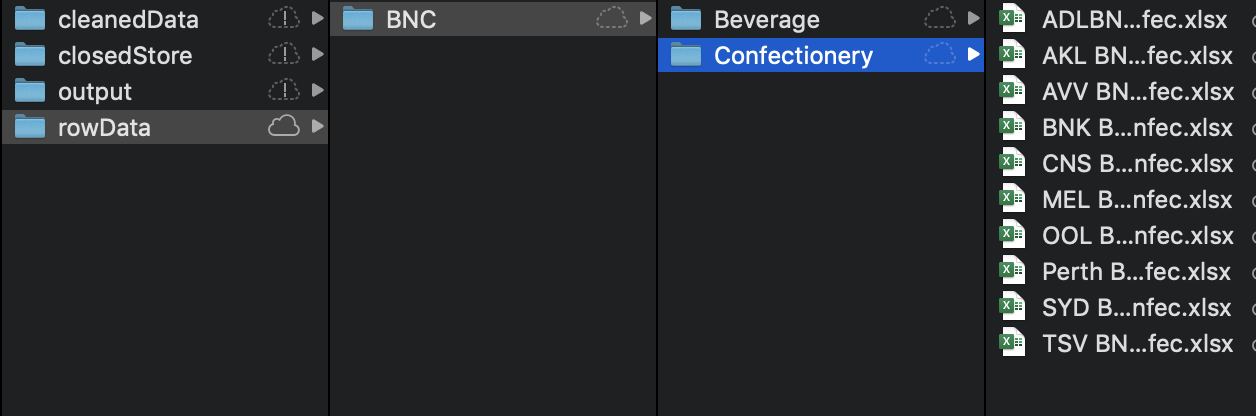 cleanedData
closedStore
output
rowData
BNC
Beverage
Confectionery
ADLBN...fec.xlsx
AKL BN...fec.xlsx
AVV BN...fec.xlsx
BNK B...nfec.xlsx
CNS B...nfec.xlsx
MEL B...nfec.xlsx
OOL B...nfec.xlsx
Perth B...fec.xlsx
SYD B...nfec.xlsx
TSV BN...fec.xlsx